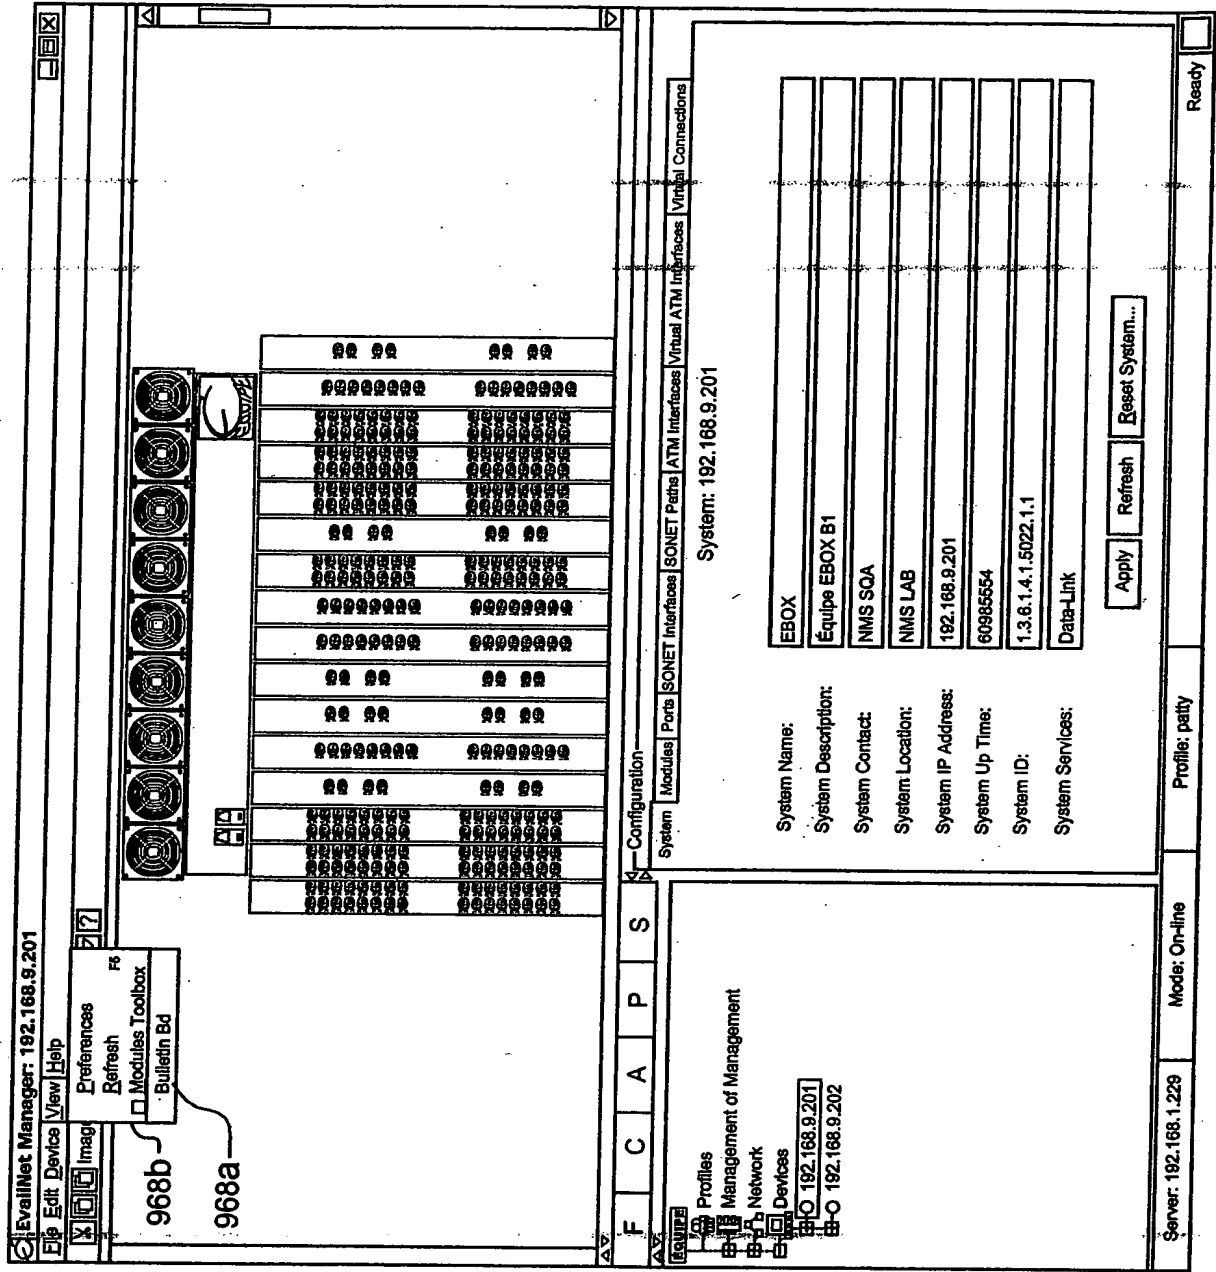 EvailNet Manager: 192.168.9.201
File Edit Device View Help
Imag
?
Preferences
Refresh F6
Modules Toolbox
Bulletin Bd
968b
968a
F C A P S
EQUIPE
Profiles
Management of Management
Network
Devices
192.168.9.201
192.168.9.202
Configuration
System Modules Ports SONET Interfaces SONET Paths ATM Interfaces Virtual ATM Interfaces Virtual Connections
System: 192.168.9.201
System Name: EBOX
System Description: Équipe EBOX B1
System Contact: NMS SQA
System Location: NMS LAB
System IP Address: 192.168.9.201
System Up Time: 60985554
System ID: 1.3.6.1.4.1.5022.1.1
System Services: Data-Link
Apply Refresh Reset System...
Server: 192.168.1.229 Mode: On-line Profile: patty Ready